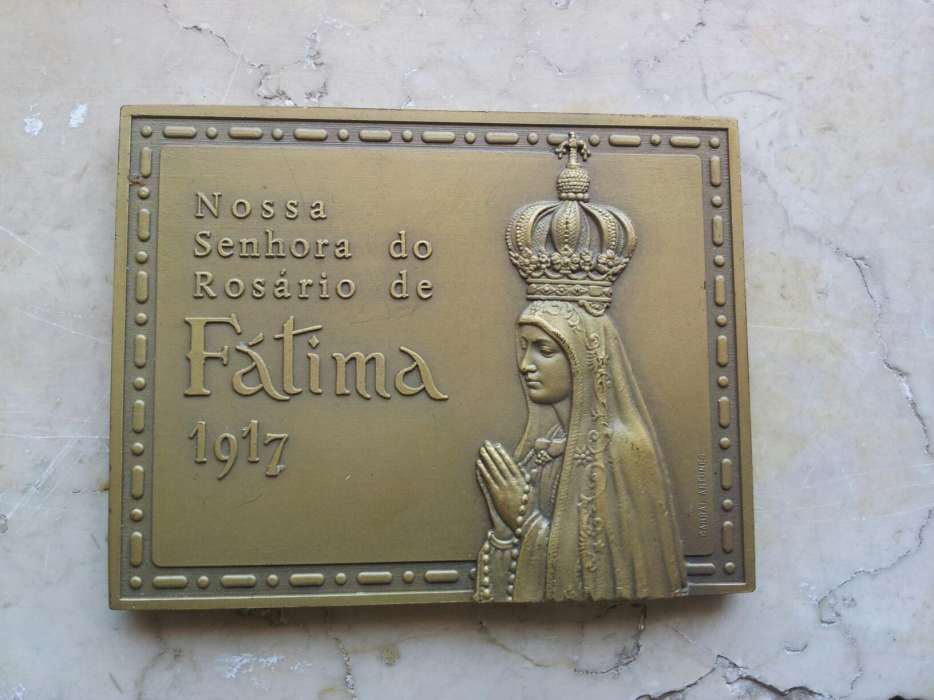 Nossa
Senhora do
Rosário de
Fátima
1917